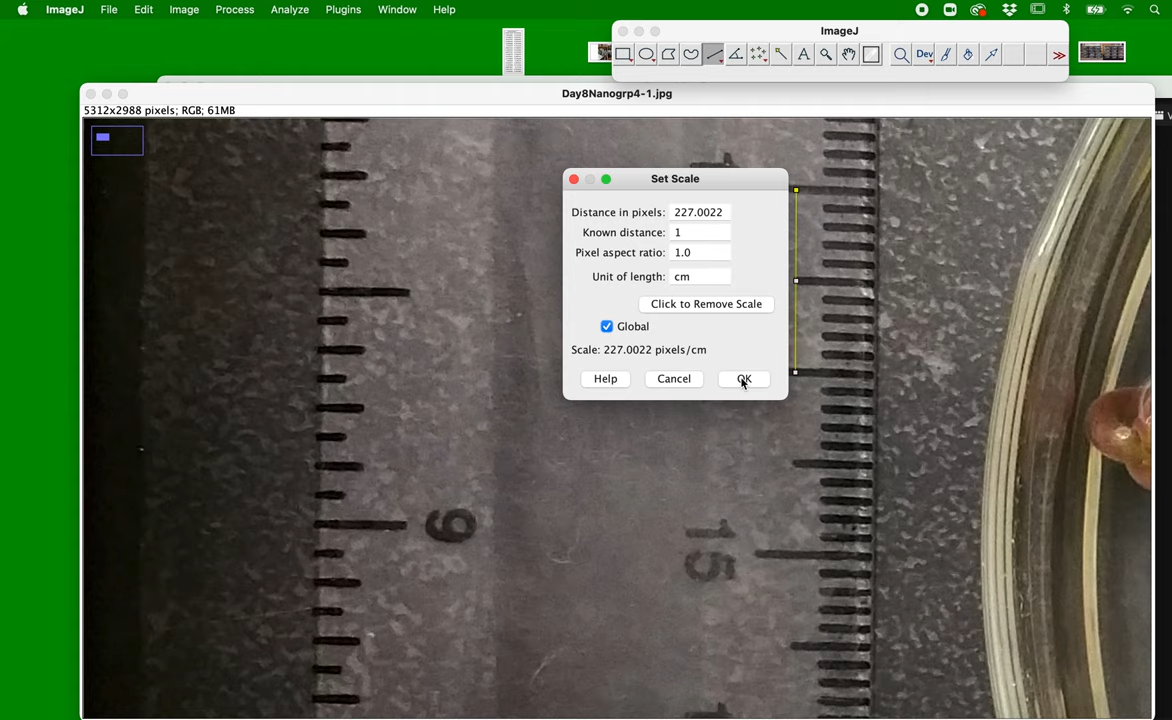 ImageJ File Edit Image Process Analyze Plugins Window Help
ImageJ
Dev
Day8Nanogrp4-1.jpg
5312x2988 pixels; RGB; 61MB
Set Scale
Distance in pixels: 227.0022
Known distance: 1
Pixel aspect ratio: 1.0
Unit of length: cm
Click to Remove Scale
Global
Scale: 227.0022 pixels/cm
Help Cancel OK
9
15